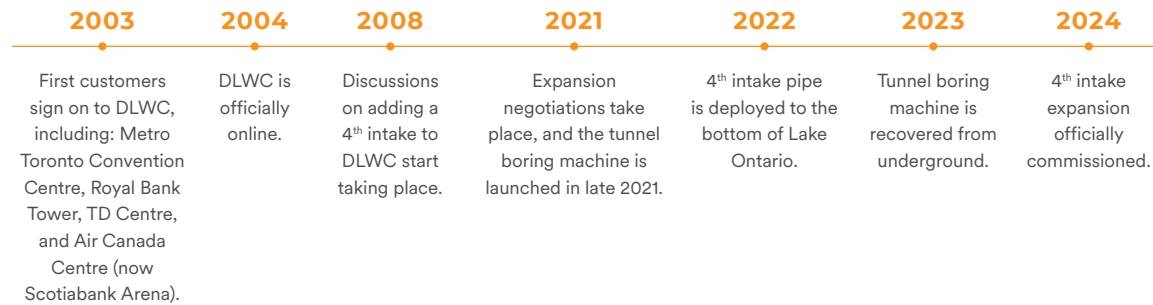 2003
First customers
sign on to DLWC,
including: Metro
Toronto Convention
Centre, Royal Bank
Tower, TD Centre,
and Air Canada
Centre (now
Scotiabank Arena).
2004
DLWC is
officially
online.
2008
Discussions
on adding a
4th intake to
DLWC start
taking place.
2021
Expansion
negotiations take
place, and the tunnel
boring machine is
launched in late 2021.
2022
4th intake pipe
is deployed to the
bottom of Lake
Ontario.
2023
Tunnel boring
machine is
recovered from
underground.
2024
4th intake
expansion
officially
commissioned.